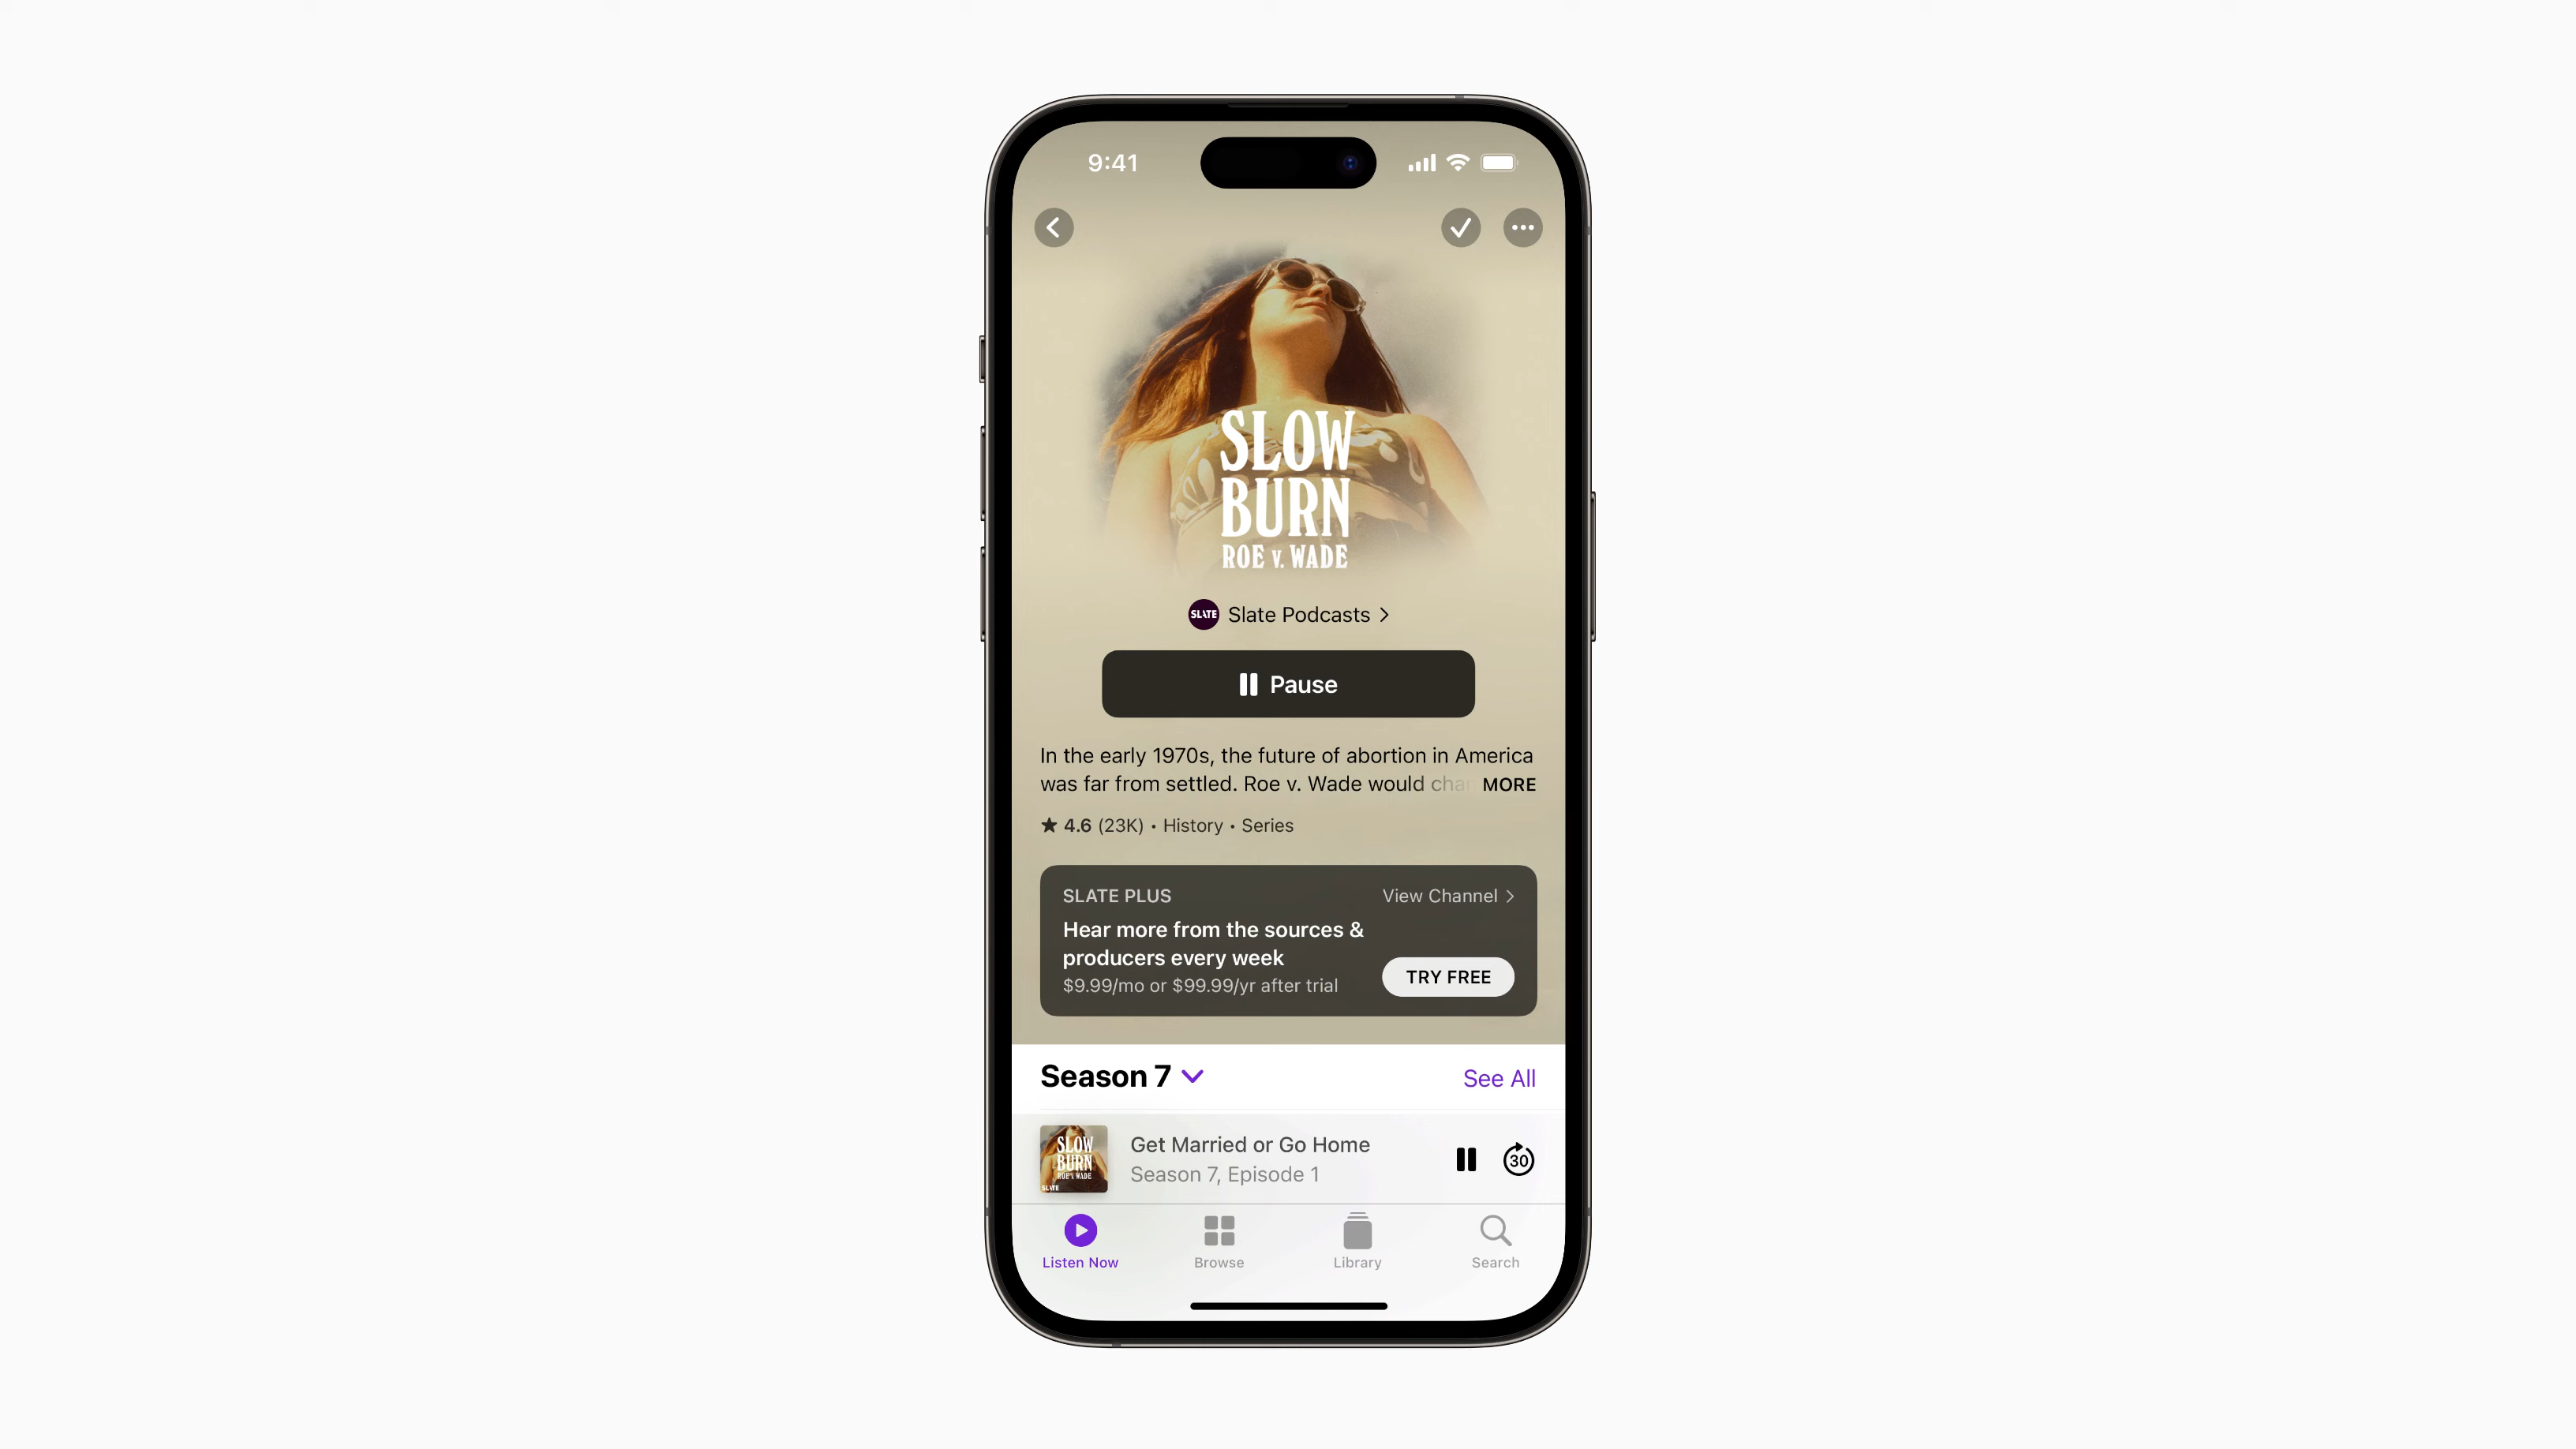 9:41
SLOW
BURN
ROE v. WADE
SLATE
Slate Podcasts
Pause
In the early 1970s, the future of abortion in America
was far from settled. Roe v. Wade would MORE
★ 4.6 (23K) • History • Series
SLATE PLUS
View Channel
Hear more from the sources &
producers every week
$9.99/mo or $99.99/yr after trial
TRY FREE
Season 7
See All
SLOW
BURN
ROE v. WADE
SLATE
Get Married or Go Home
Season 7, Episode 1
30
Listen Now
Browse
Library
Search